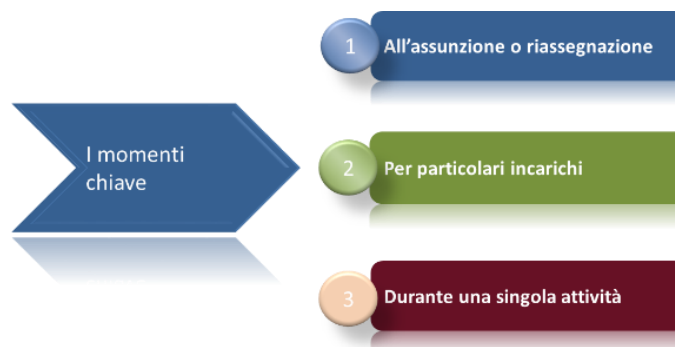 I momenti
chiave
1
All'assunzione o riassegnazione
2
Per particolari incarichi
3
Durante una singola attività